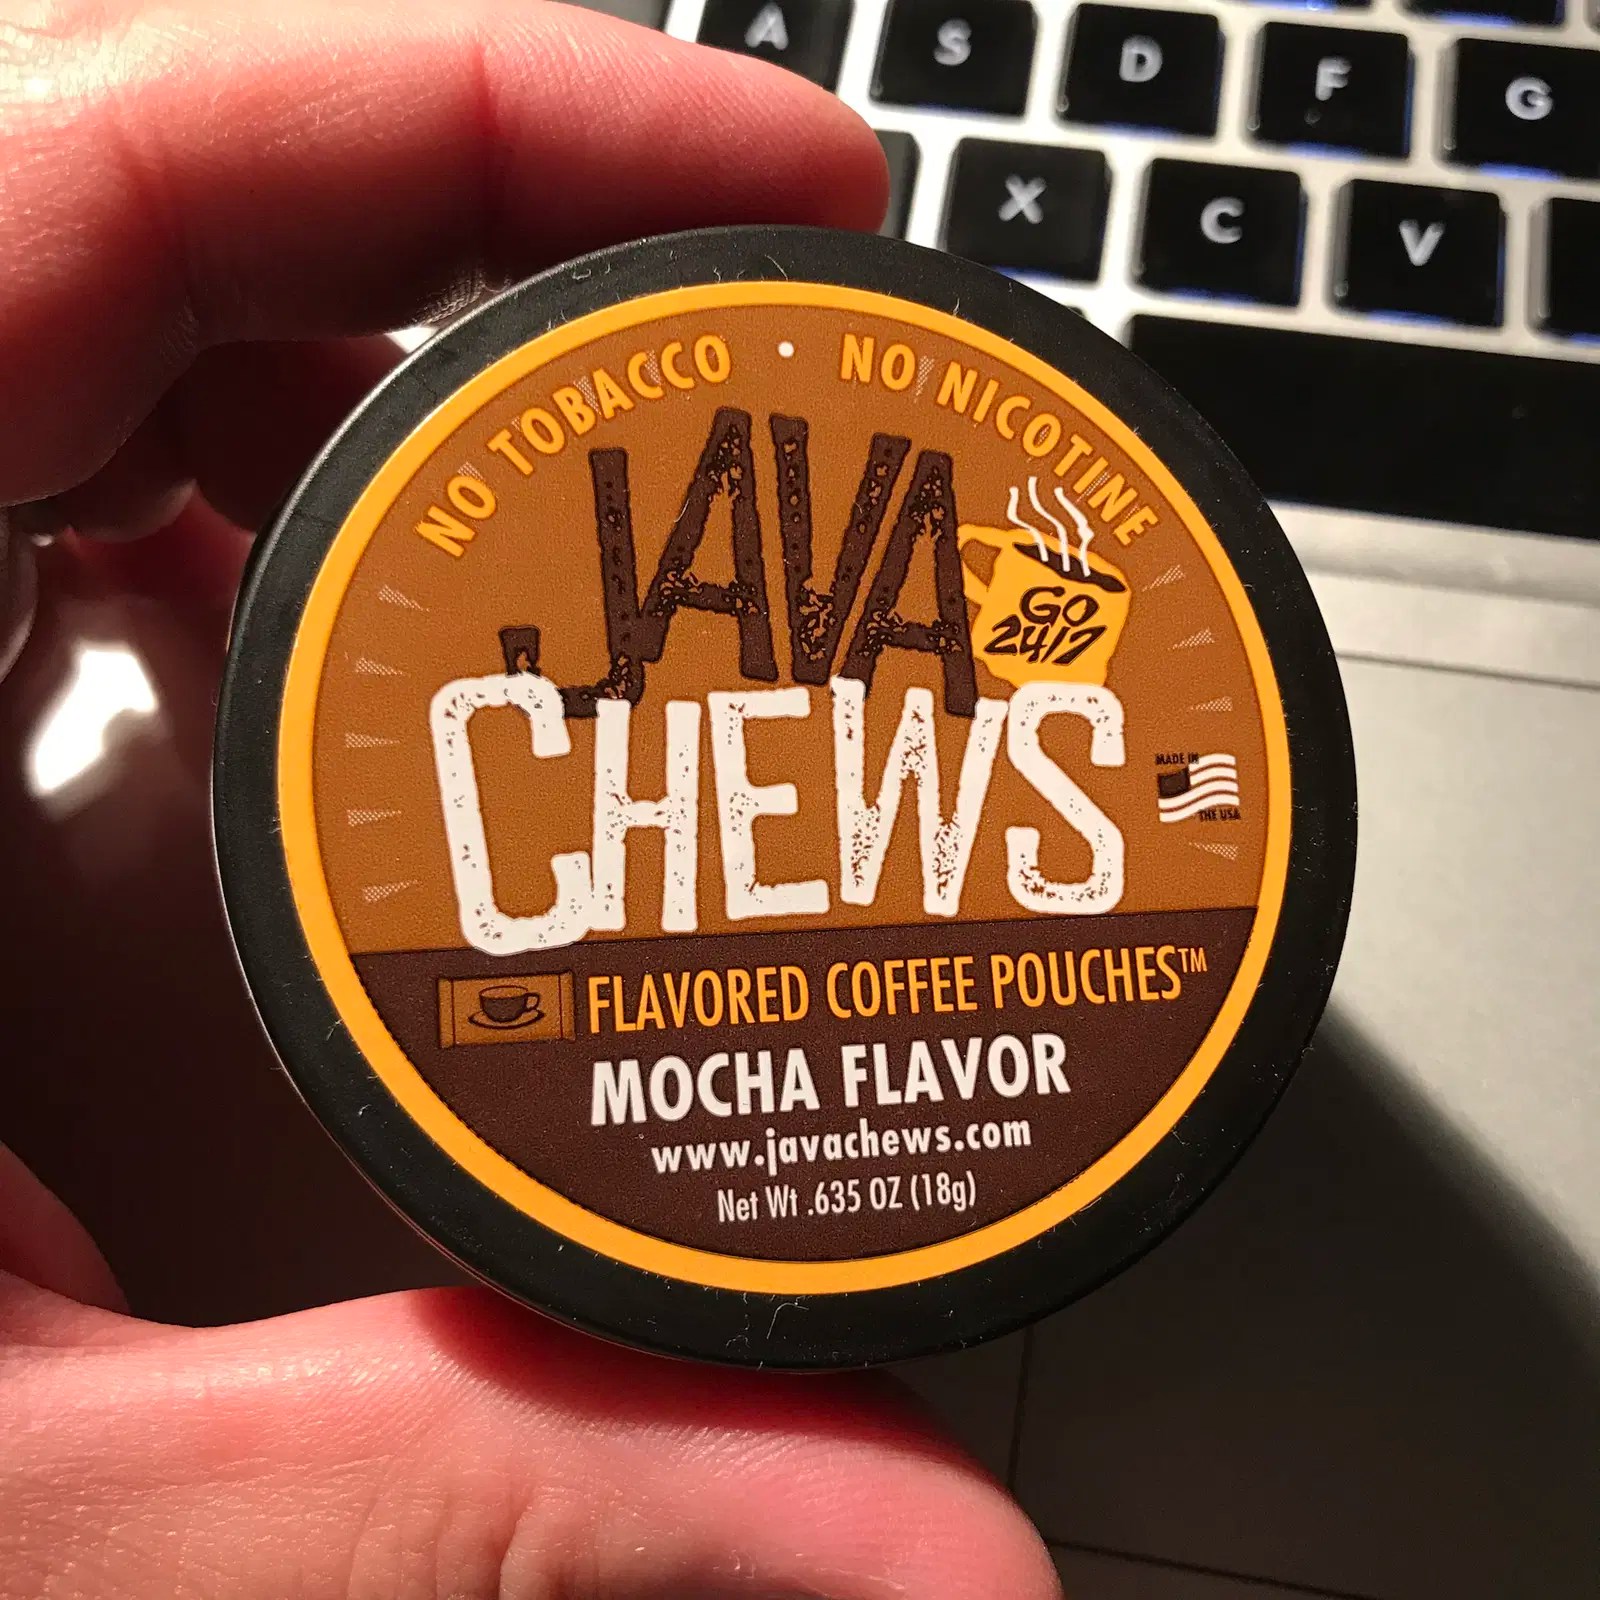 A S D F G
X C V
NO TOBACCO • NO NICOTINE
JAVA
GO
24/7
CHEWS
MADE IN
THE USA
FLAVORED COFFEE POUCHES™
MOCHA FLAVOR
www.javachews.com
Net Wt .635 OZ (18g)